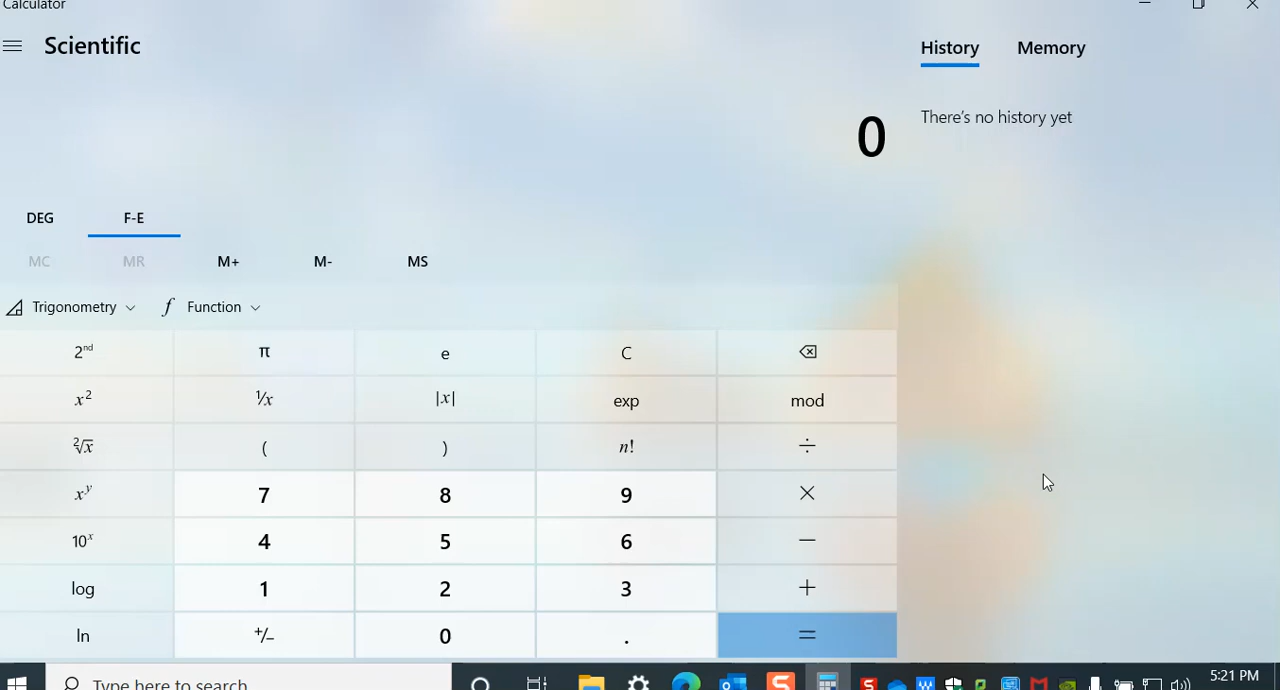 Calculator
Scientific
History Memory
There's no history yet
0
DEG F-E
MC MR M+ M- MS
Trigonometry f Function
2nd π e C
x² ¹/x |x| exp mod
²√x ( ) n! ÷
xʸ 7 8 9 ×
10ˣ 4 5 6 −
log 1 2 3 +
ln +/− 0 . =
Type here to search
5:21 PM